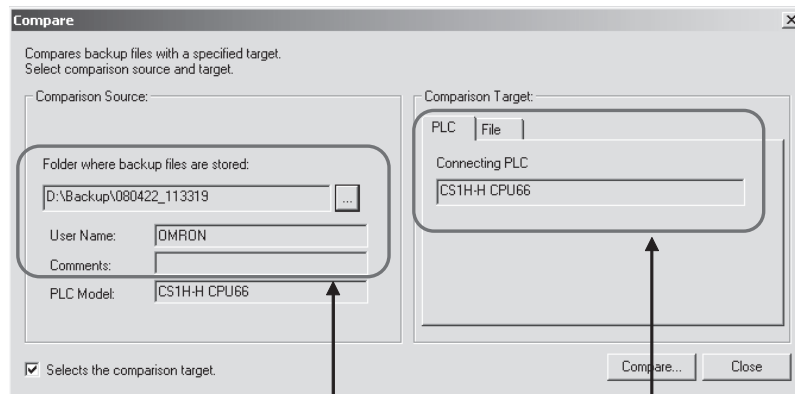 Compare
Compares backup files with a specified target.
Select comparison source and target.
Comparison Source:
Folder where backup files are stored:
D:\Backup\080422_113319
...
User Name: OMRON
Comments:
PLC Model: CS1H-H CPU66
Comparison Target:
PLC File
Connecting PLC
CS1H-H CPU66
Selects the comparison target.
Compare... Close